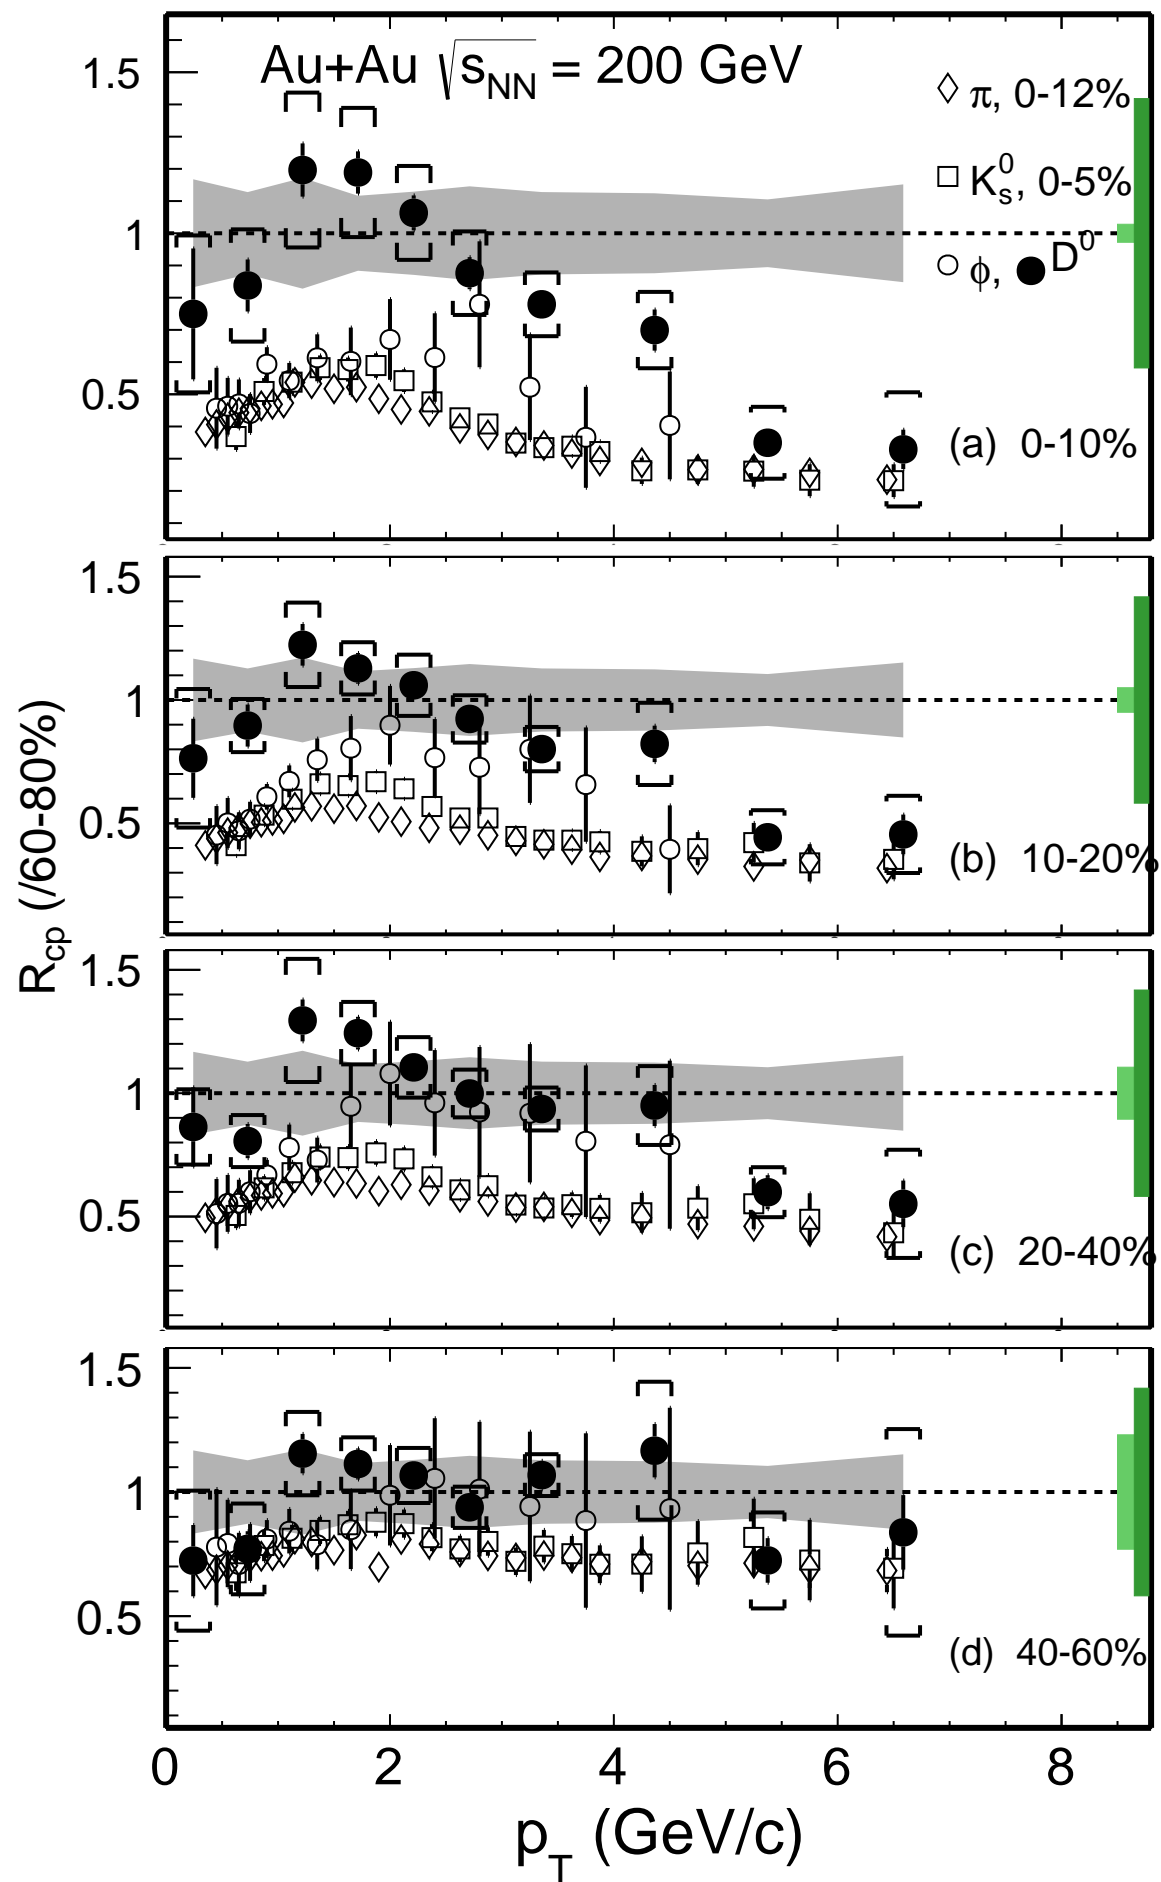 Au+Au √sNN = 200 GeV
π, 0-12%
K0s, 0-5%
ϕ, D0
1.5
1
0.5
(a) 0-10%
1.5
1
0.5
(b) 10-20%
1.5
1
0.5
(c) 20-40%
1.5
1
0.5
(d) 40-60%
0 2 4 6 8
pT (GeV/c)
Rcp (/60-80%)